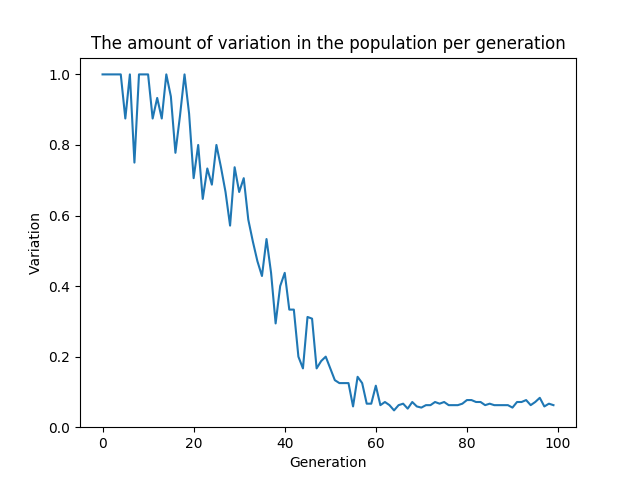 The amount of variation in the population per generation
1.0
0.8
0.6
0.4
0.2
0.0
Variation
0 20 40 60 80 100
Generation